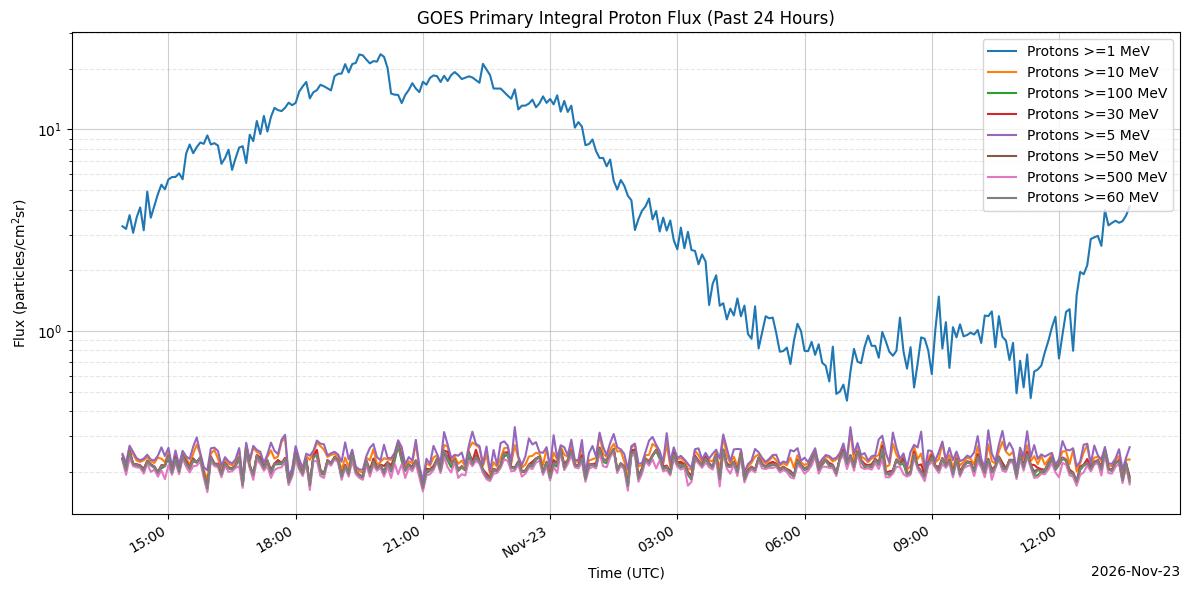 GOES Primary Integral Proton Flux (Past 24 Hours)
Protons >=1 MeV
Protons >=10 MeV
Protons >=100 MeV
Protons >=30 MeV
Protons >=5 MeV
Protons >=50 MeV
Protons >=500 MeV
Protons >=60 MeV
Flux (particles/cm²sr)
10¹
10⁰
15:00
18:00
21:00
Nov-23
03:00
06:00
09:00
12:00
Time (UTC)
2026-Nov-23